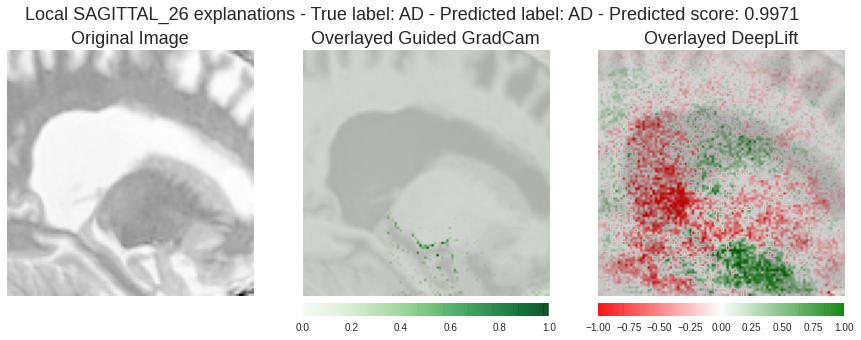 Local SAGITTAL_26 explanations - True label: AD - Predicted label: AD - Predicted score: 0.9971
Original Image
Overlayed Guided GradCam
Overlayed DeepLift
0.0 0.2 0.4 0.6 0.8 1.0
−1.00 −0.75 −0.50 −0.25 0.00 0.25 0.50 0.75 1.00